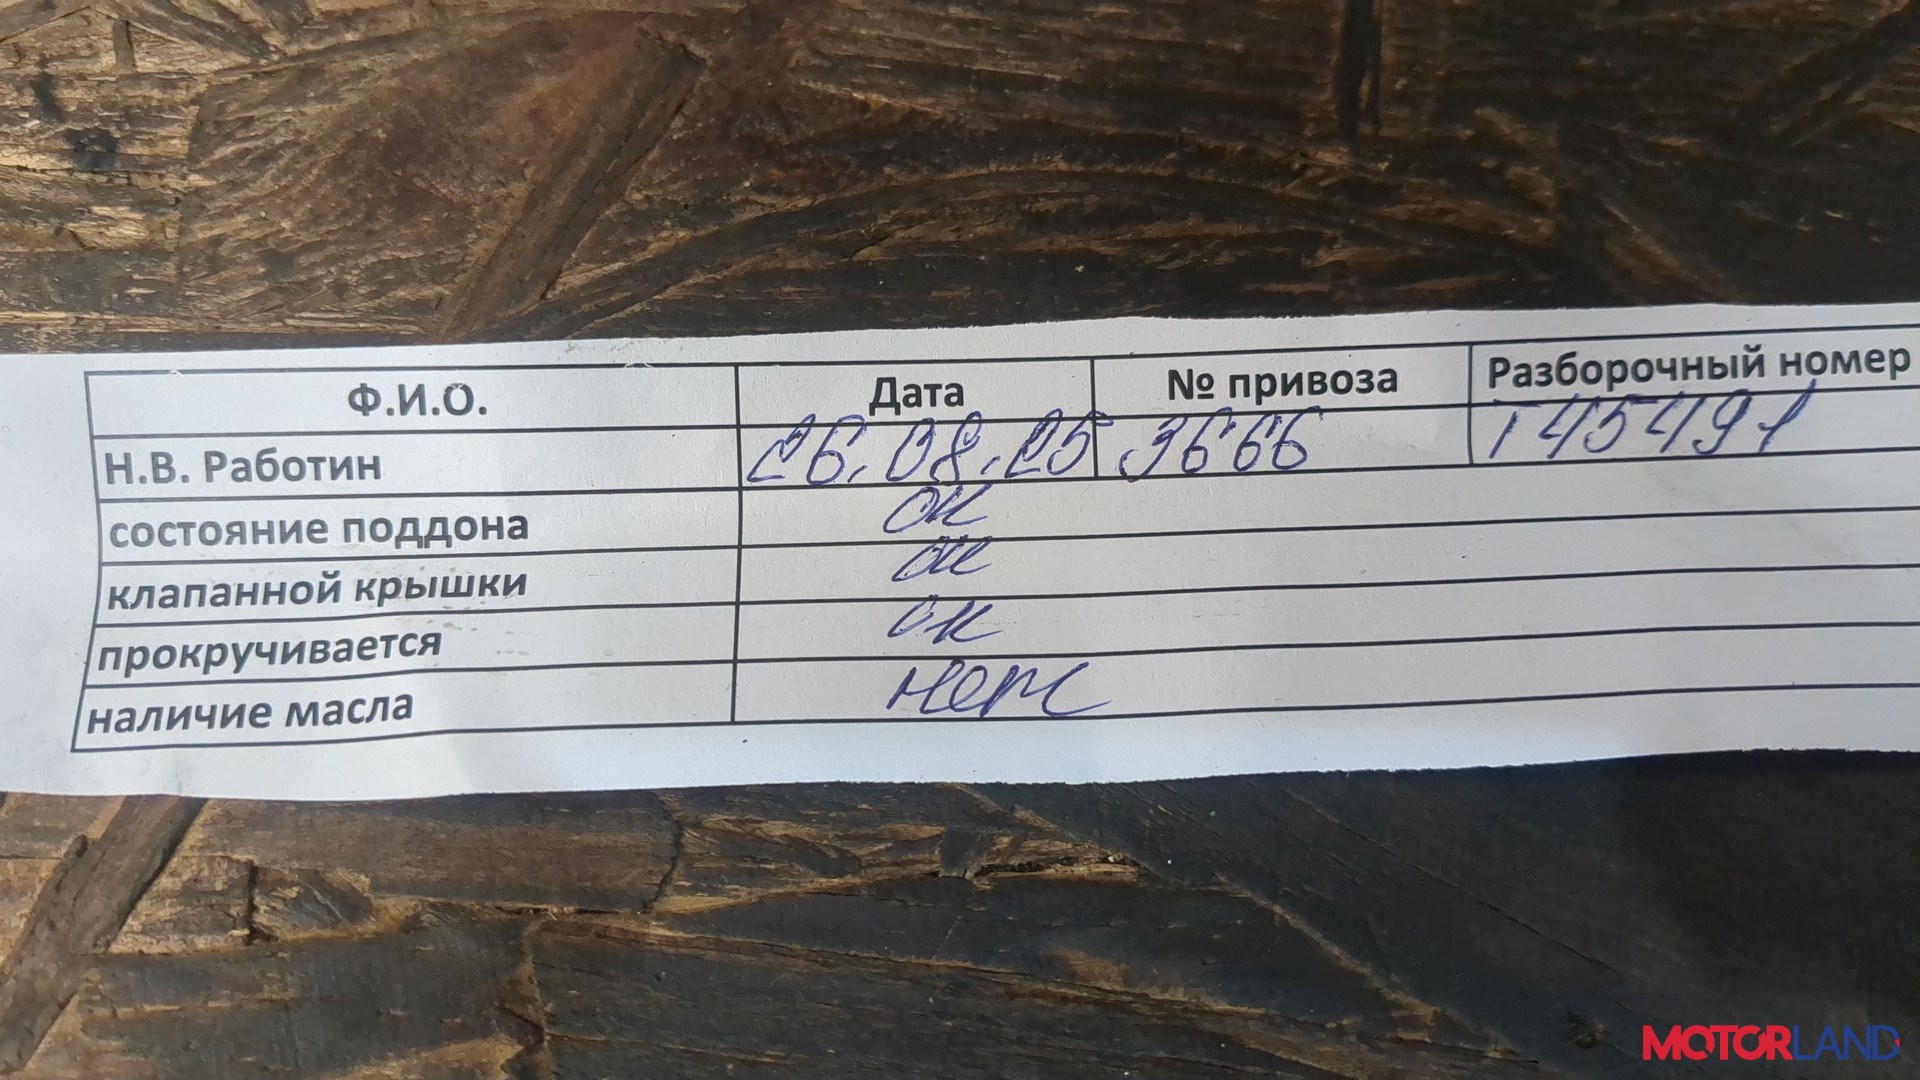 Ф.И.О. Дата № привоза Разборочный номер
Н.В. Работин 26.08.25 3666 T45491
состояние поддона ок
клапанной крышки ок
прокручивается ок
наличие масла нет
MOTORLAND